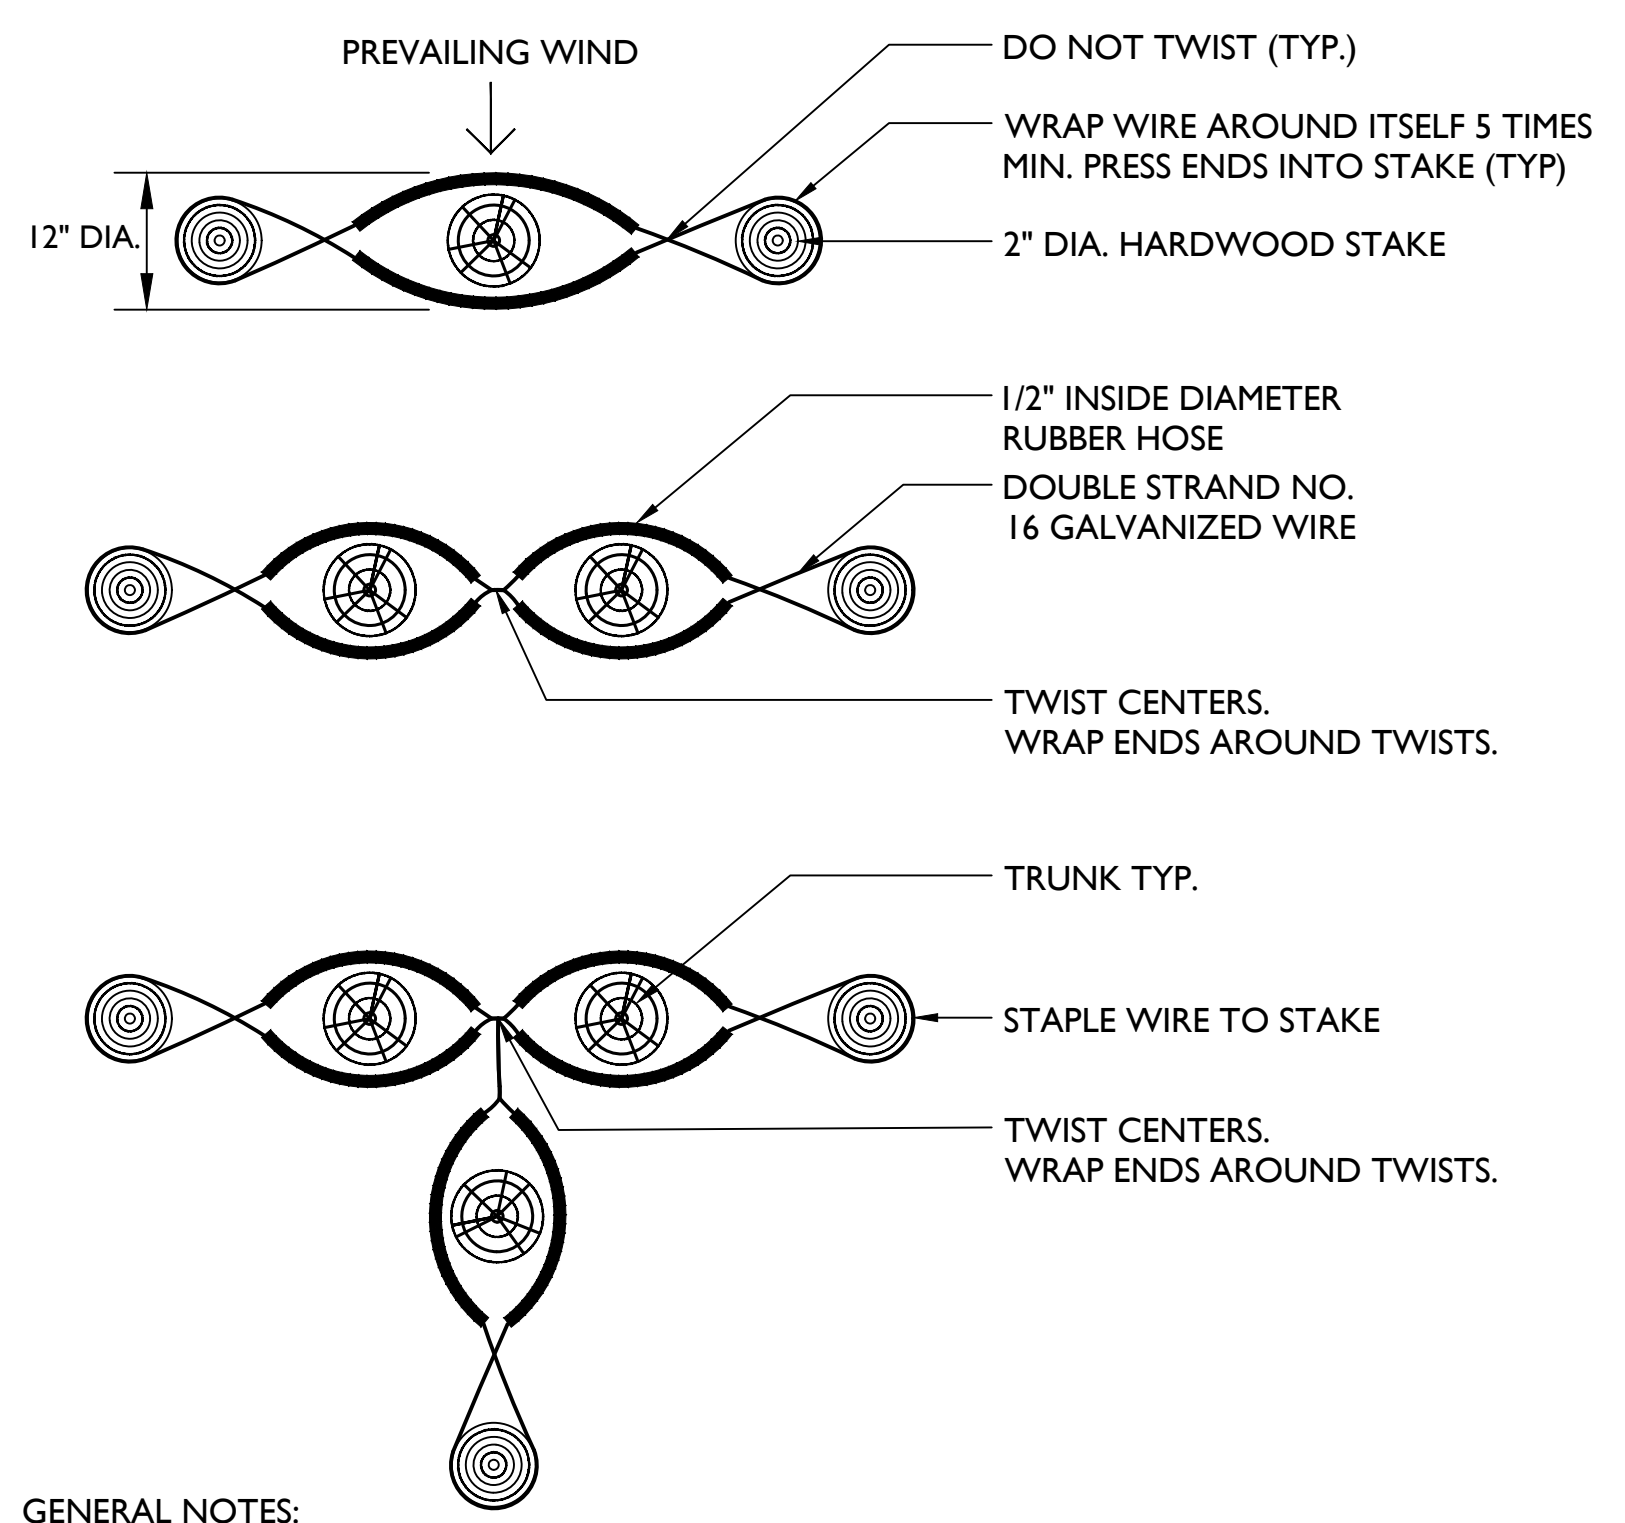 PREVAILING WIND
DO NOT TWIST (TYP.)
WRAP WIRE AROUND ITSELF 5 TIMES
MIN. PRESS ENDS INTO STAKE (TYP)
12" DIA.
2" DIA. HARDWOOD STAKE
1/2" INSIDE DIAMETER
RUBBER HOSE
DOUBLE STRAND NO.
16 GALVANIZED WIRE
TWIST CENTERS.
WRAP ENDS AROUND TWISTS.
TRUNK TYP.
STAPLE WIRE TO STAKE
TWIST CENTERS.
WRAP ENDS AROUND TWISTS.
GENERAL NOTES: